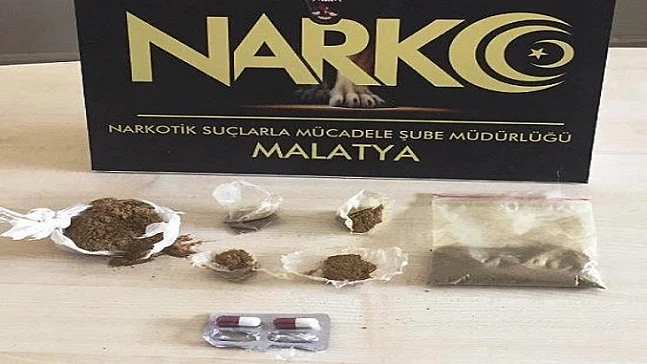 NARKO
NARKOTİK SUÇLARLA MÜCADELE ŞUBE MÜDÜRLÜĞÜ
MALATYA